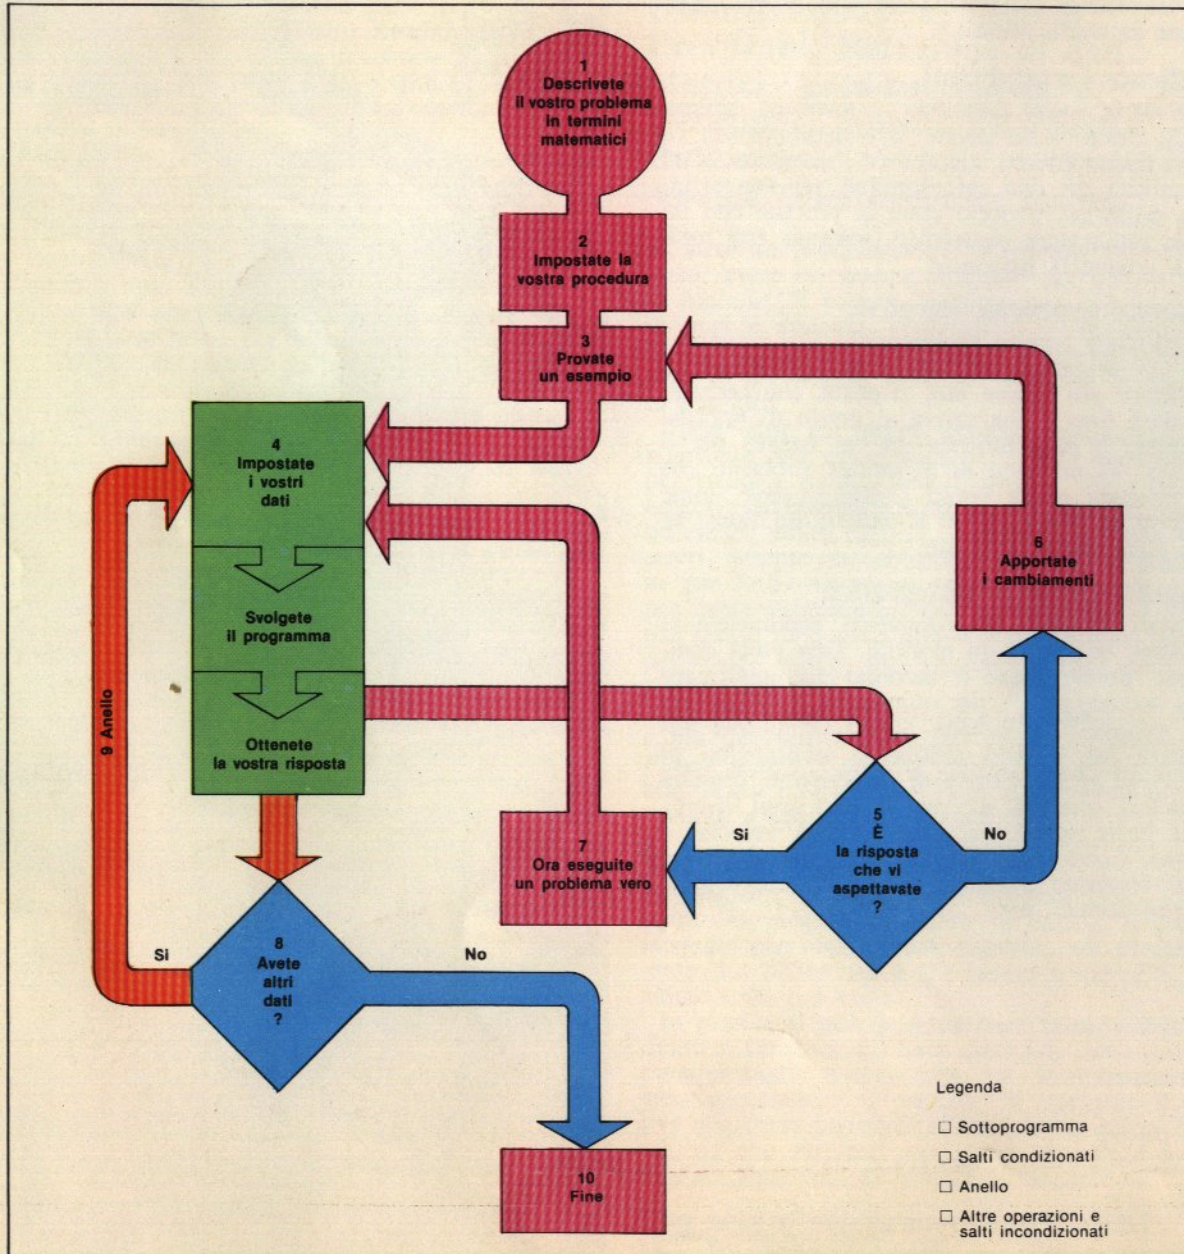 1
Descrivete
il vostro problema
in termini
matematici
2
Impostate la
vostra procedura
3
Provate
un esempio
4
Impostate
i vostri
dati
Svolgete
il programma
Ottenete
la vostra risposta
5
È
la risposta
che vi
aspettavate
?
Si
No
6
Apportate
i cambiamenti
7
Ora eseguite
un problema vero
8
Avete
altri
dati
?
Si
No
9 Anello
10
Fine
Legenda
□ Sottoprogramma
□ Salti condizionati
□ Anello
□ Altre operazioni e
salti incondizionati